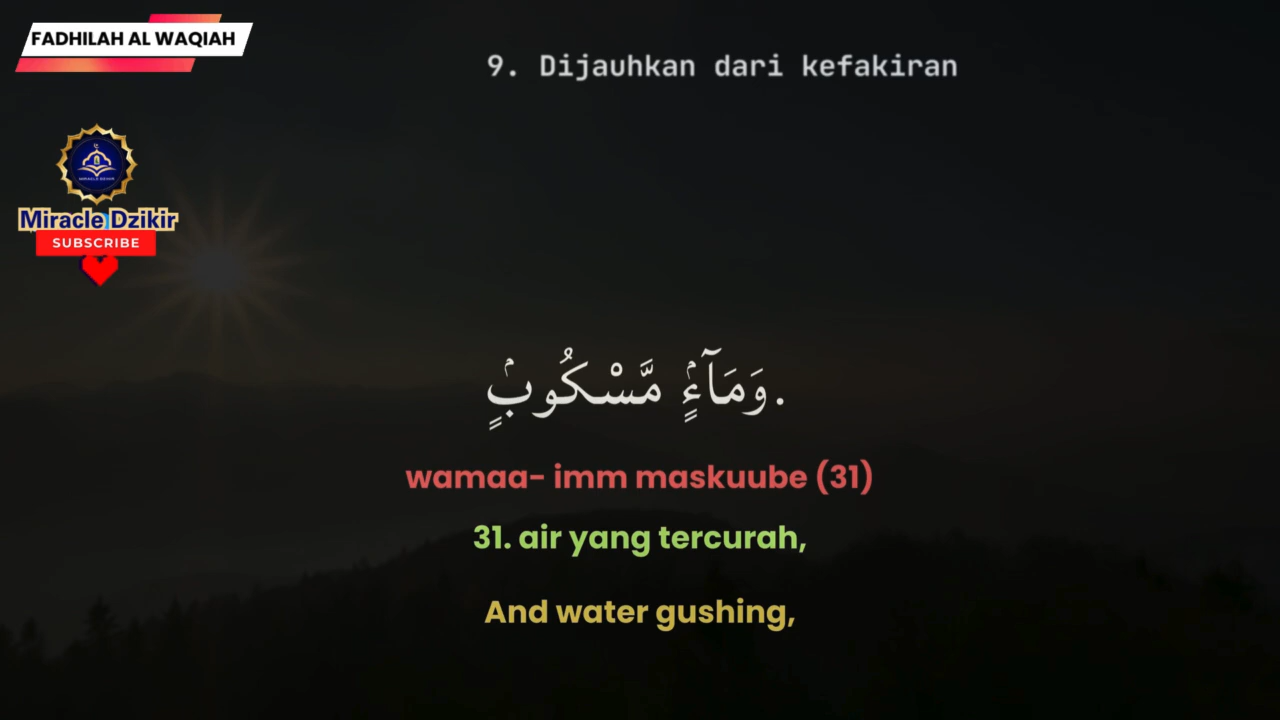 FADHILAH AL WAQIAH
9. Dijauhkan dari kefakiran
Miracle Dzikir
SUBSCRIBE
.وَمَآءٍۢ مَّسْكُوبٍۢ
wamaa- imm maskuube (31)
31. air yang tercurah,
And water gushing,